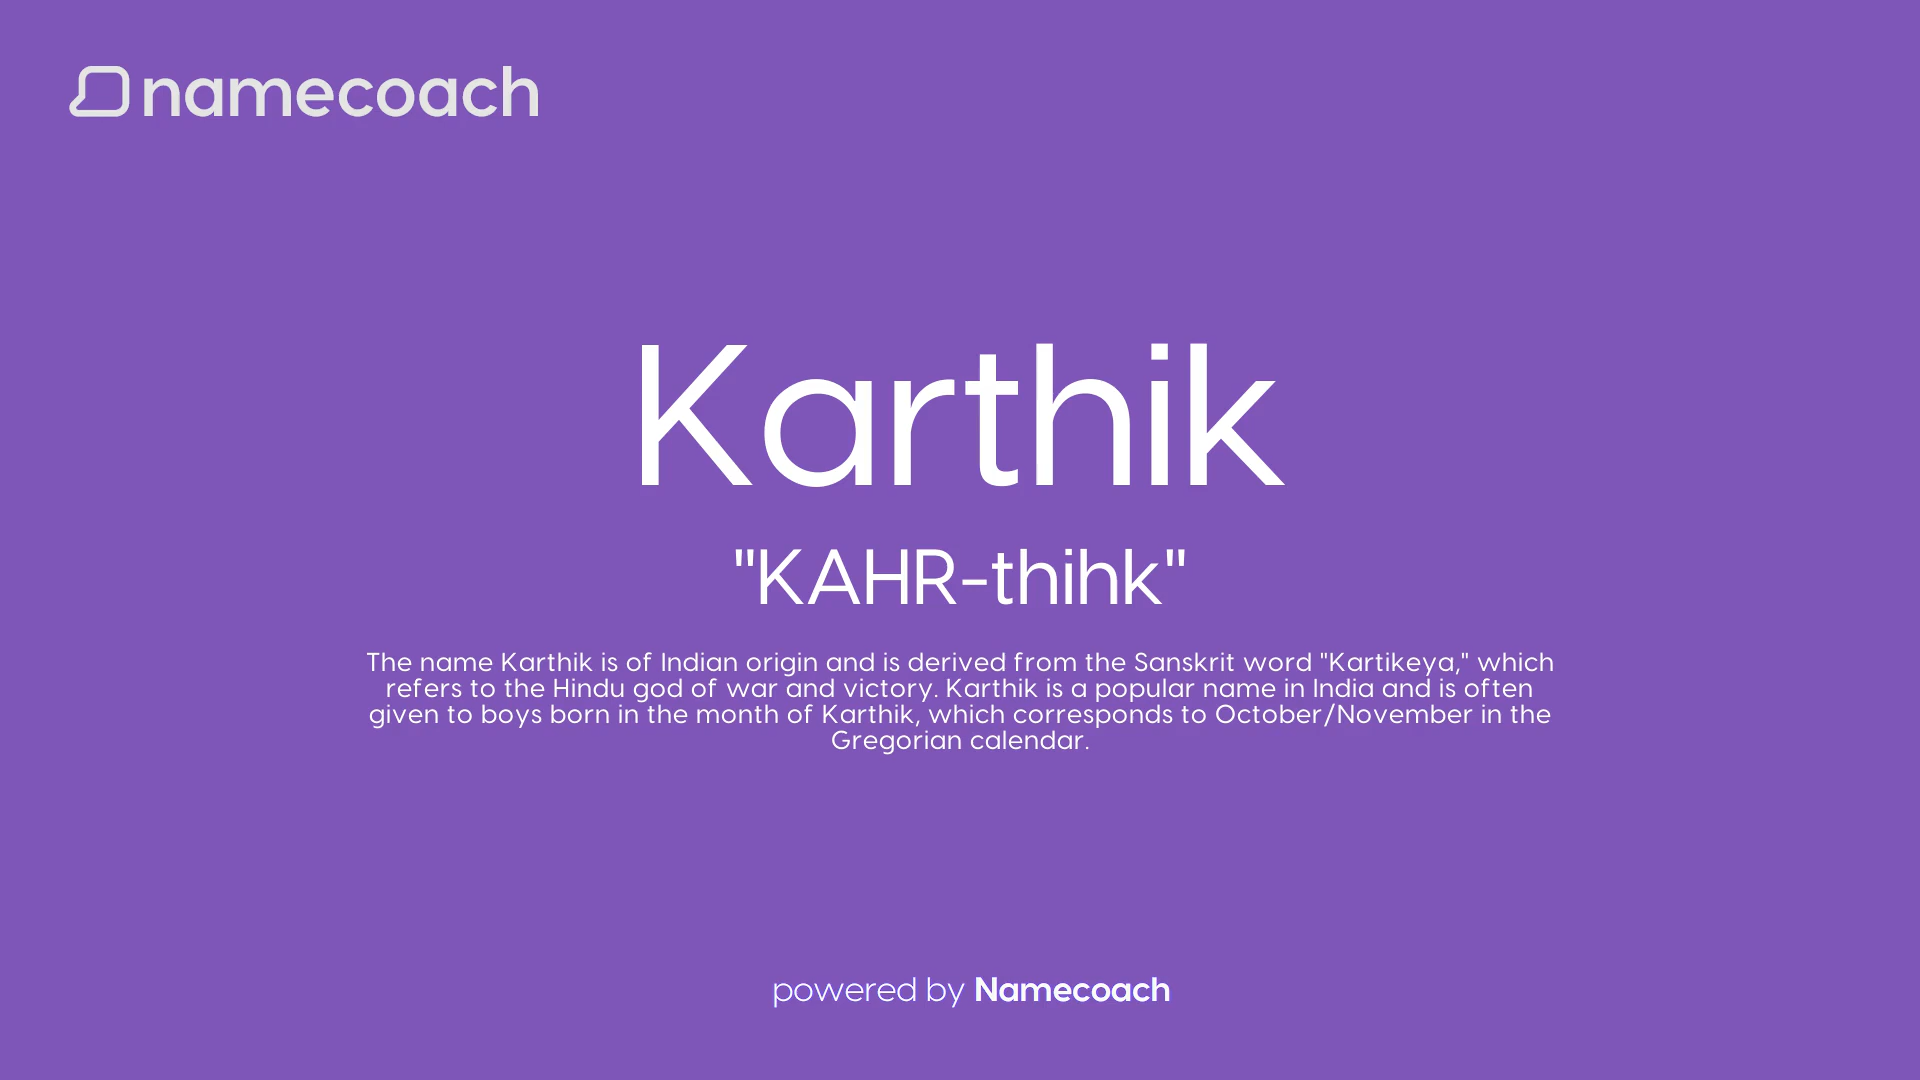 namecoach
Karthik
"KAHR-thihk"
The name Karthik is of Indian origin and is derived from the Sanskrit word "Kartikeya," which
refers to the Hindu god of war and victory. Karthik is a popular name in India and is often
given to boys born in the month of Karthik, which corresponds to October/November in the
Gregorian calendar.
powered by Namecoach